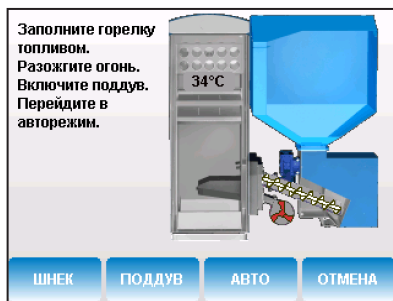 Заполните горелку
топливом.
Разожгите огонь.
Включите поддув.
Перейдите в
авторежим.
34°C
ШНЕК
ПОДДУВ
АВТО
ОТМЕНА